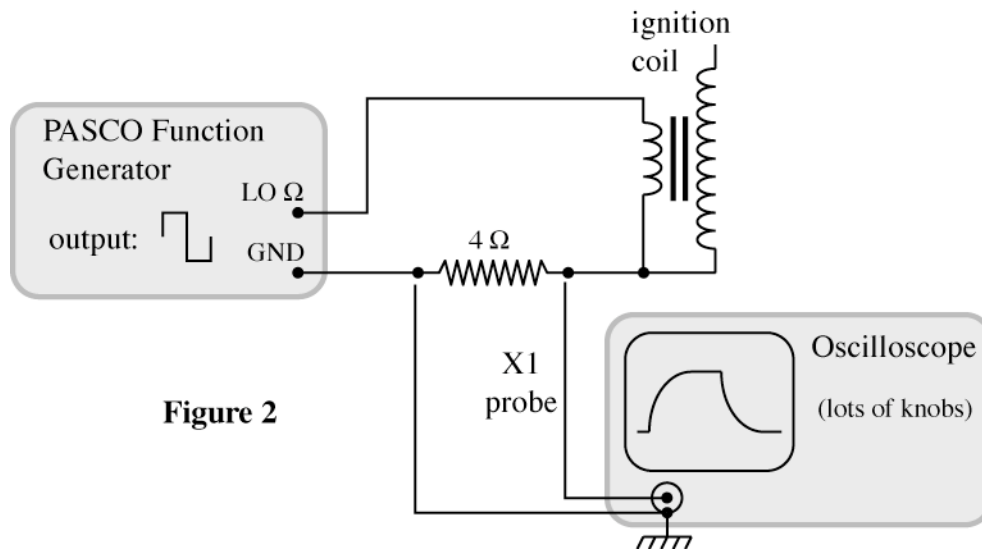 ignition
coil
PASCO Function
Generator
LO Ω
output:
GND
4 Ω
X1
probe
Oscilloscope
(lots of knobs)
Figure 2